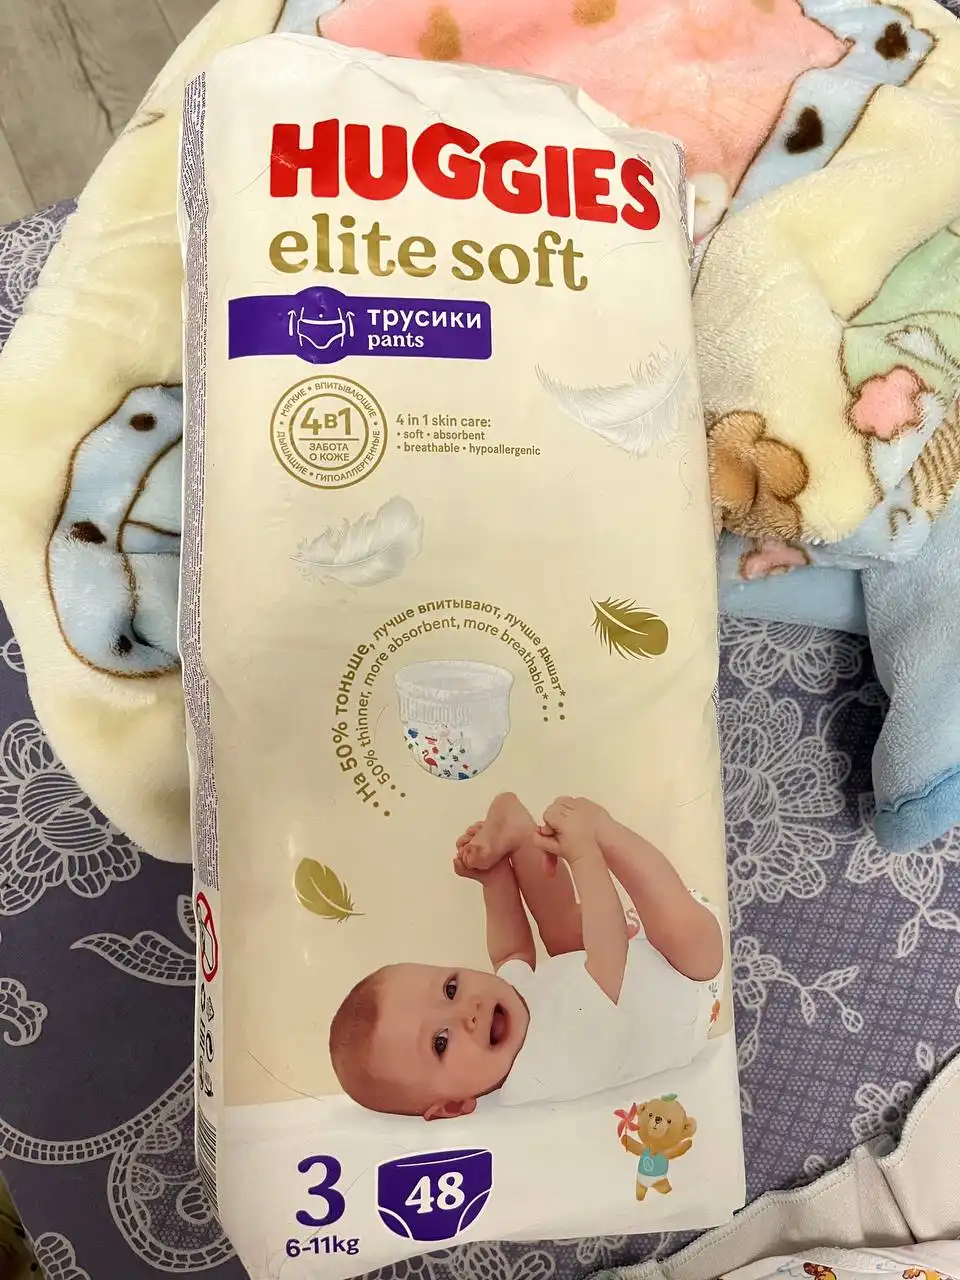 HUGGIES
elite soft
трусики
pants
МЯГКИЕ • ВПИТЫВАЮЩИЕ
4в1
ЗАБОТА
О КОЖЕ
ДЫШАЩИЕ • ГИПОАЛЛЕРГЕННЫЕ
4 in 1 skin care:
• soft • absorbent
• breathable • hypoallergenic
• На 50% тоньше, лучше впитывают, лучше дышат*
• 50% thinner, more absorbent, more breathable*
3
48
6-11kg